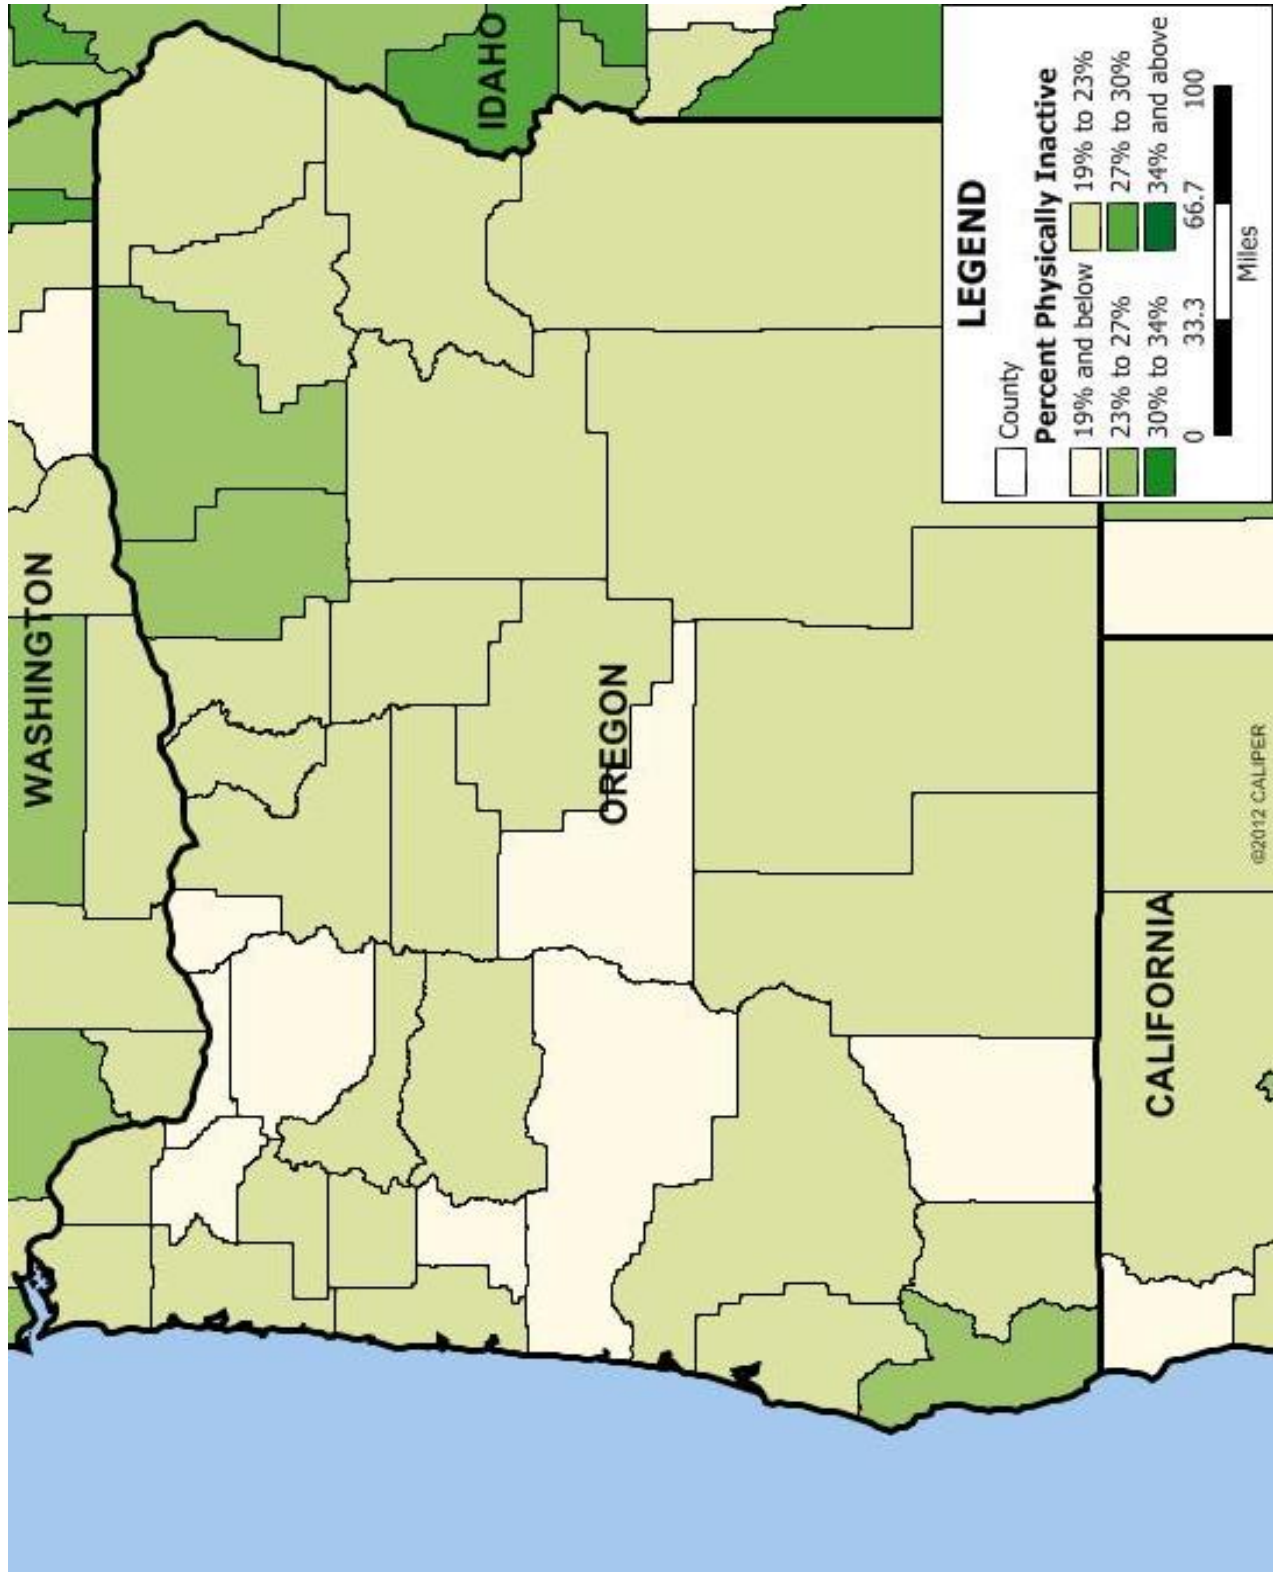 WASHINGTON
IDAHO
OREGON
CALIFORNIA
©2012 CALIPER
LEGEND
County
Percent Physically Inactive
19% and below 19% to 23%
23% to 27% 27% to 30%
30% to 34% 34% and above
0 33.3 66.7 100
Miles